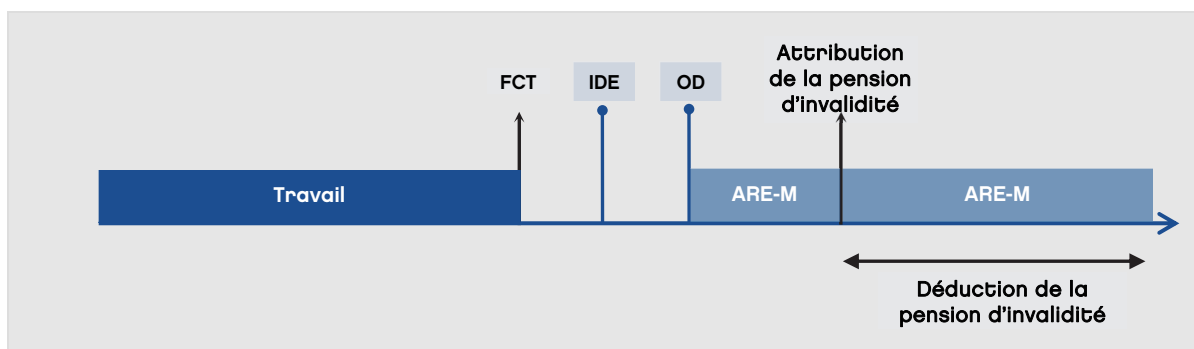 Attribution
de la pension
d'invalidité
FCT
IDE
OD
Travail
ARE-M
ARE-M
Déduction de la
pension d'invalidité